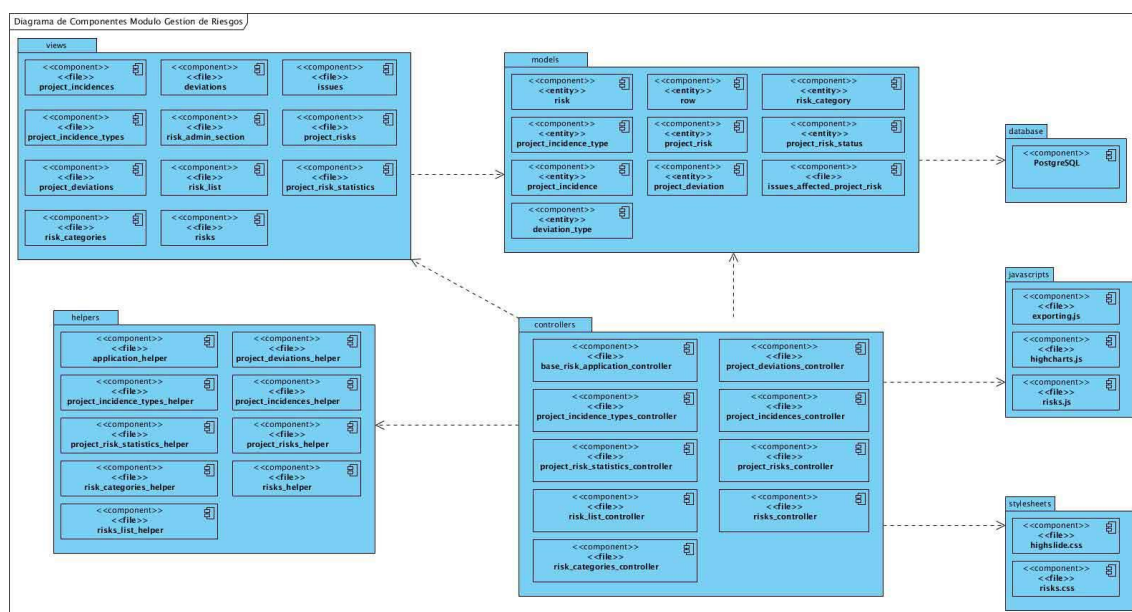 Diagrama de Componentes Modulo Gestion de Riesgos
views
<<component>>
<<file>>
project_incidences
<<component>>
<<file>>
deviations
<<component>>
<<file>>
issues
<<component>>
<<file>>
project_incidence_types
<<component>>
<<file>>
risk_admin_section
<<component>>
<<file>>
project_risks
<<component>>
<<file>>
project_deviations
<<component>>
<<file>>
risk_list
<<component>>
<<file>>
project_risk_statistics
<<component>>
<<file>>
risk_categories
<<component>>
<<file>>
risks
models
<<component>>
<<entity>>
risk
<<component>>
<<entity>>
row
<<component>>
<<entity>>
risk_category
<<component>>
<<entity>>
project_incidence_type
<<component>>
<<entity>>
project_risk
<<component>>
<<entity>>
project_risk_status
<<component>>
<<entity>>
project_incidence
<<component>>
<<entity>>
project_deviation
<<component>>
<<file>>
issues_affected_project_risk
<<component>>
<<entity>>
deviation_type
database
<<component>>
PostgreSQL
helpers
<<component>>
<<file>>
application_helper
<<component>>
<<file>>
project_deviations_helper
<<component>>
<<file>>
project_incidence_types_helper
<<component>>
<<file>>
project_incidences_helper
<<component>>
<<file>>
project_risk_statistics_helper
<<component>>
<<file>>
project_risks_helper
<<component>>
<<file>>
risk_categories_helper
<<component>>
<<file>>
risks_helper
<<component>>
<<file>>
risks_list_helper
controllers
<<component>>
<<file>>
base_risk_application_controller
<<component>>
<<file>>
project_deviations_controller
<<component>>
<<file>>
project_incidence_types_controller
<<component>>
<<file>>
project_incidences_controller
<<component>>
<<file>>
project_risk_statistics_controller
<<component>>
<<file>>
project_risks_controller
<<component>>
<<file>>
risk_list_controller
<<component>>
<<file>>
risks_controller
<<component>>
<<file>>
risk_categories_controller
javascripts
<<component>>
<<file>>
exporting.js
<<component>>
<<file>>
highcharts.js
<<component>>
<<file>>
risks.js
stylesheets
<<component>>
<<file>>
highslide.css
<<component>>
<<file>>
risks.css